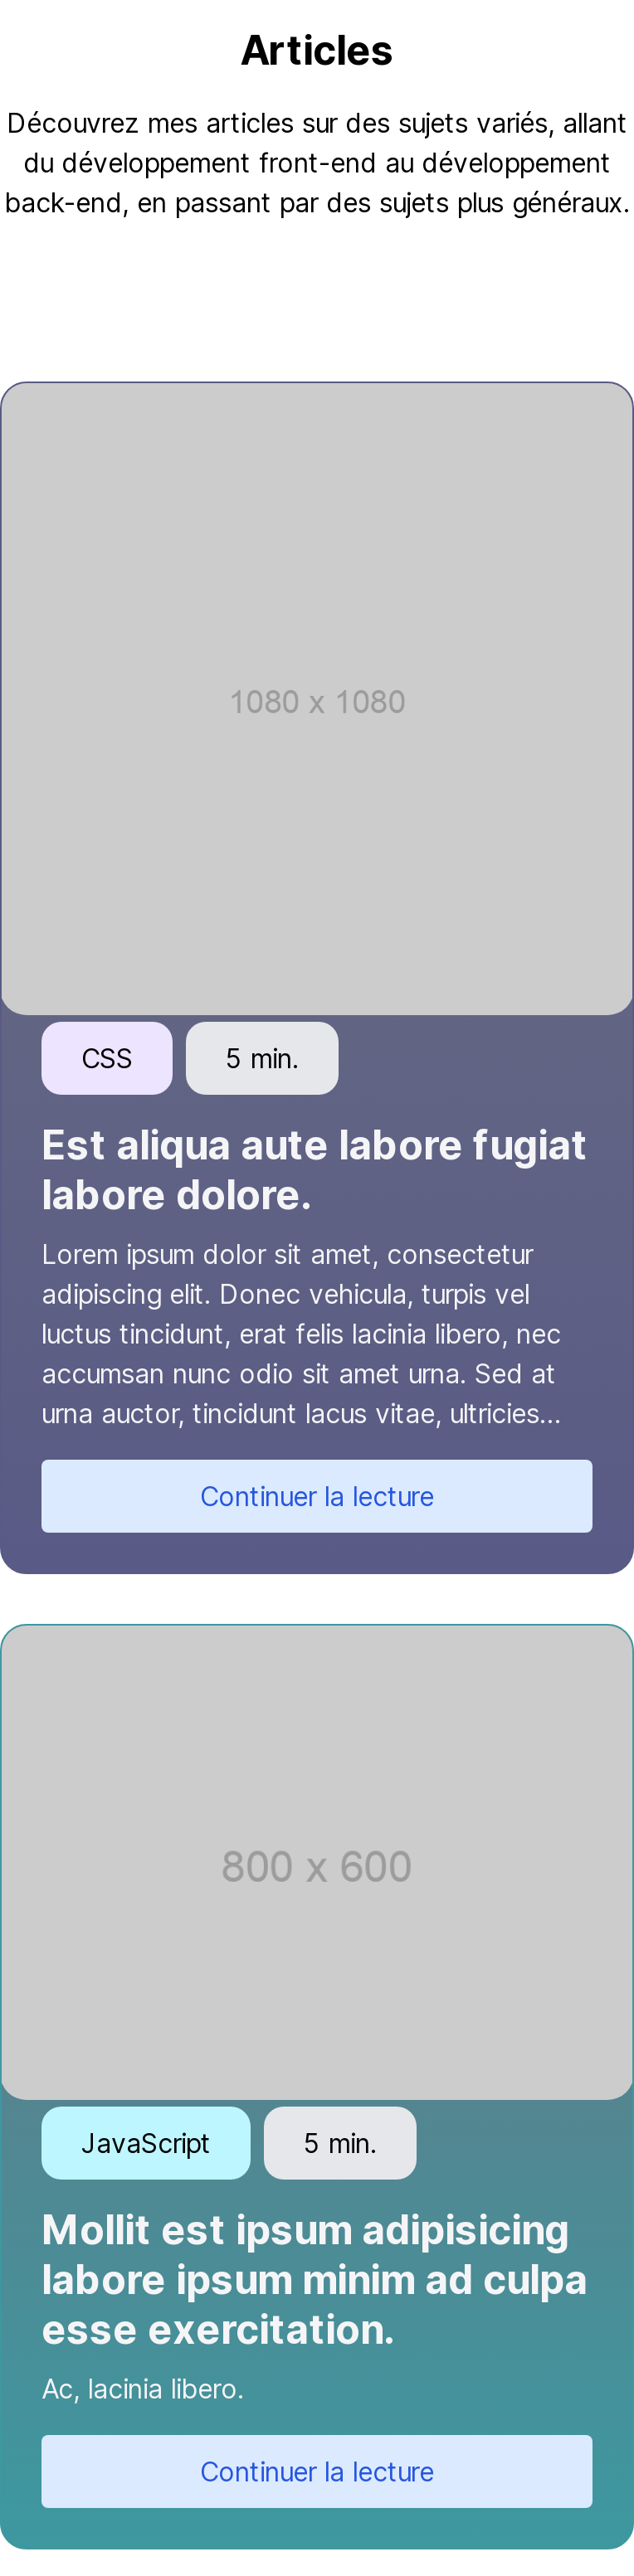 Articles
Découvrez mes articles sur des sujets variés, allant
du développement front-end au développement
back-end, en passant par des sujets plus généraux.
1080 x 1080
CSS
5 min.
Est aliqua aute labore fugiat
labore dolore.
Lorem ipsum dolor sit amet, consectetur
adipiscing elit. Donec vehicula, turpis vel
luctus tincidunt, erat felis lacinia libero, nec
accumsan nunc odio sit amet urna. Sed at
urna auctor, tincidunt lacus vitae, ultricies...
Continuer la lecture
800 x 600
JavaScript
5 min.
Mollit est ipsum adipisicing
labore ipsum minim ad culpa
esse exercitation.
Ac, lacinia libero.
Continuer la lecture